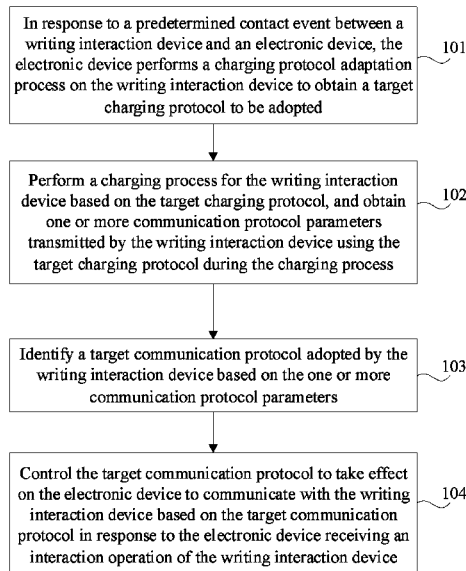 In response to a predetermined contact event between a
writing interaction device and an electronic device, the
electronic device performs a charging protocol adaptation
process on the writing interaction device to obtain a target
charging protocol to be adopted
101
Perform a charging process for the writing interaction
device based on the target charging protocol, and obtain
one or more communication protocol parameters
transmitted by the writing interaction device using the
target charging protocol during the charging process
102
Identify a target communication protocol adopted by the
writing interaction device based on the one or more
communication protocol parameters
103
Control the target communication protocol to take effect
on the electronic device to communicate with the writing
interaction device based on the target communication
protocol in response to the electronic device receiving an
interaction operation of the writing interaction device
104